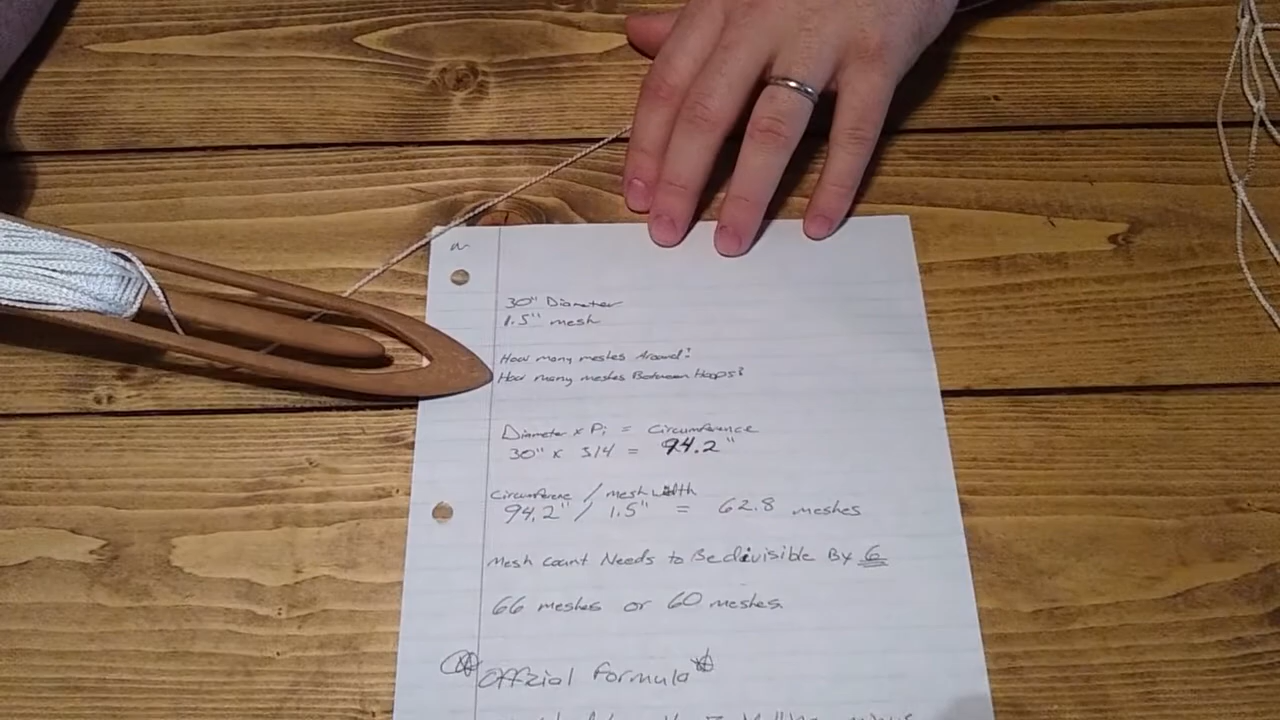 30" Diameter
1.5" mesh
How many meshes Around?
How many meshes Between Hoops?
Diameter x Pi = Circumference
30" x 314 = 94.2"
Circumference / mesh width
94.2" / 1.5" = 62.8 meshes
Mesh count Needs to Be divisible By 6
66 meshes or 60 meshes.
Official formula